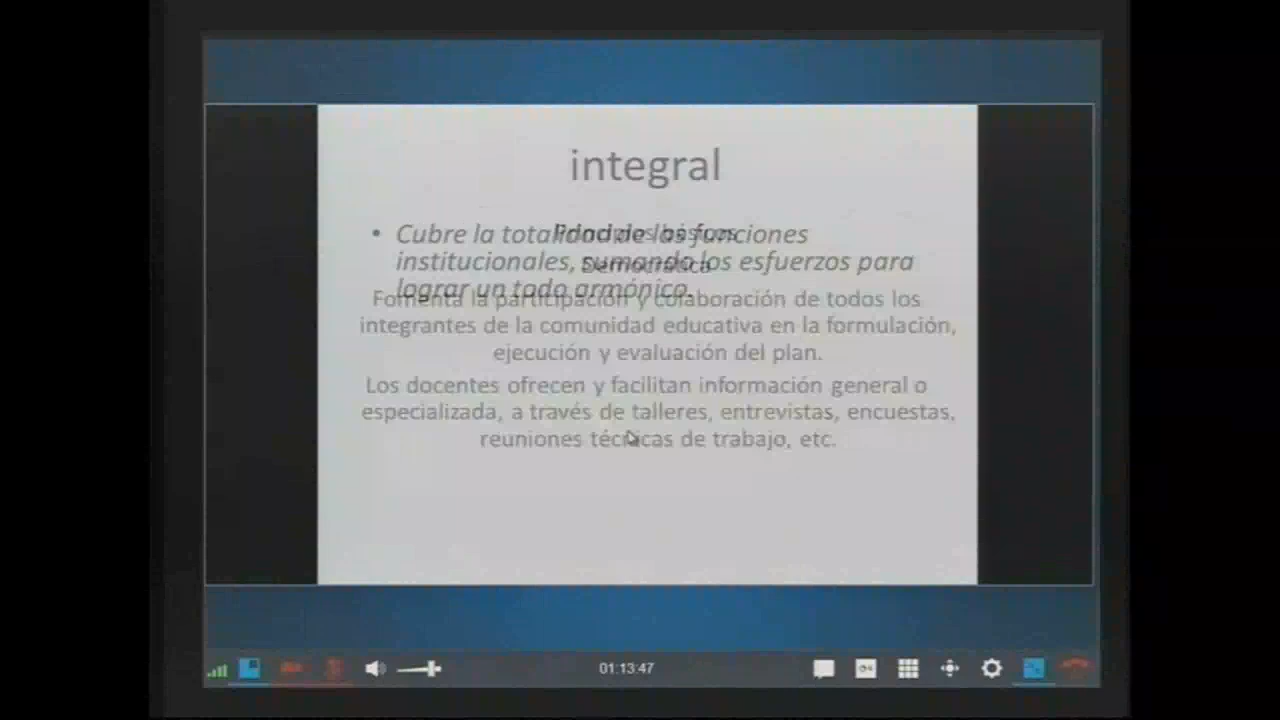 integral
• Cubre la totalidad de las funciones
institucionales, sumando los esfuerzos para
lograr un todo armónico.
Principios básicos
Democrática
Fomenta la participación y colaboración de todos los
integrantes de la comunidad educativa en la formulación,
ejecución y evaluación del plan.
Los docentes ofrecen y facilitan información general o
especializada, a través de talleres, entrevistas, encuestas,
reuniones técnicas de trabajo, etc.
01:13:47